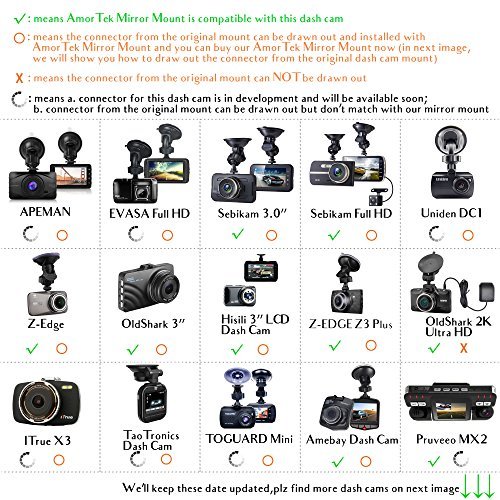 ✓: means AmorTek Mirror Mount is compatible with this dash cam
O: means the connector from the original mount can be drawn out and installed with
AmorTek Mirror Mount and you can buy our AmorTek Mirror Mount now (in next image,
we will show you how to draw out the connector from the original dash cam mount)
X: means the connector from the original mount can NOT be drawn out
: means a. connector for this dash cam is in development and will be available soon;
b. connector from the original mount can be drawn out but don't match with our mirror mount
APEMAN
EVASA Full HD
Sebikam 3.0″
Sebikam Full HD
Uniden DC1
Z-Edge
OldShark 3″
Hisili 3″ LCD
Dash Cam
Z-EDGE Z3 Plus
OldShark 2K
Ultra HD
iTrue
ITrue X3
TaoTronics
Dash Cam
TOGUARD Mini
Amebay Dash Cam
Pruveeo MX2
We'll keep these date updated,plz find more dash cams on next image